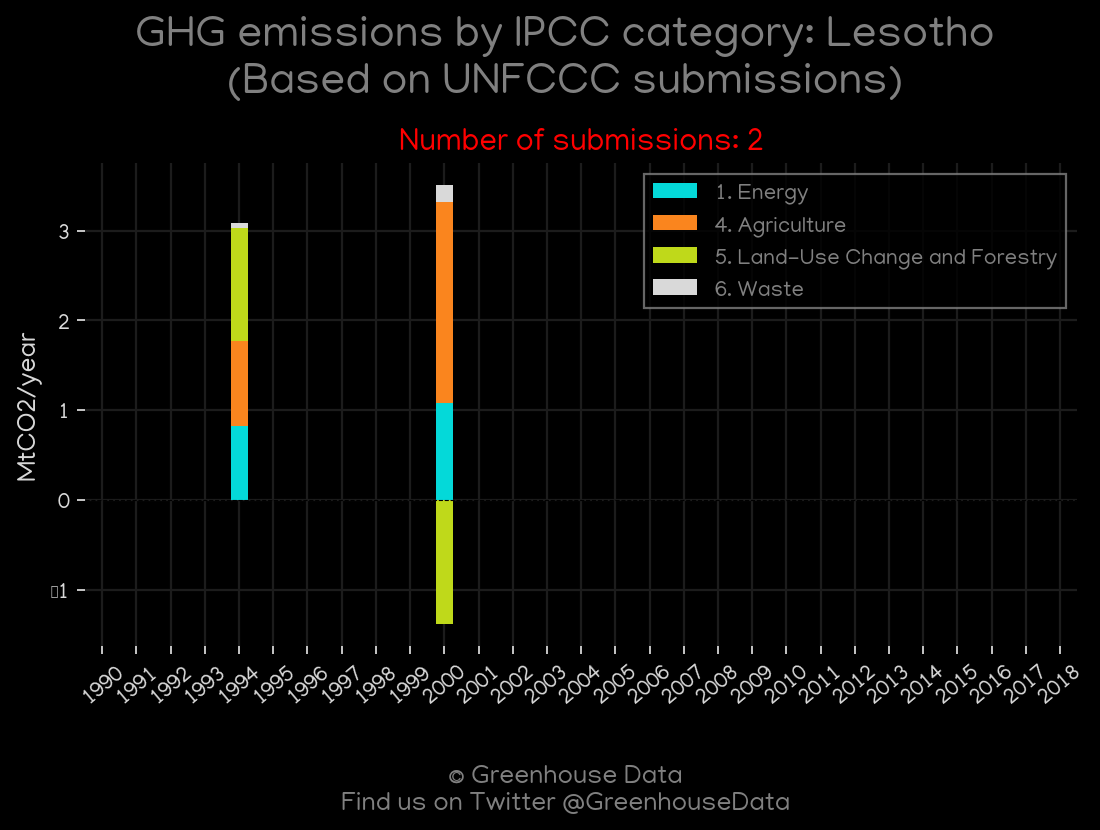 GHG emissions by IPCC category: Lesotho
(Based on UNFCCC submissions)
Number of submissions: 2
1. Energy
4. Agriculture
5. Land-Use Change and Forestry
6. Waste
MtCO2/year
3
2
1
0
▯1
1990 1991 1992 1993 1994 1995 1996 1997 1998 1999 2000 2001 2002 2003 2004 2005 2006 2007 2008 2009 2010 2011 2012 2013 2014 2015 2016 2017 2018
© Greenhouse Data
Find us on Twitter @GreenhouseData